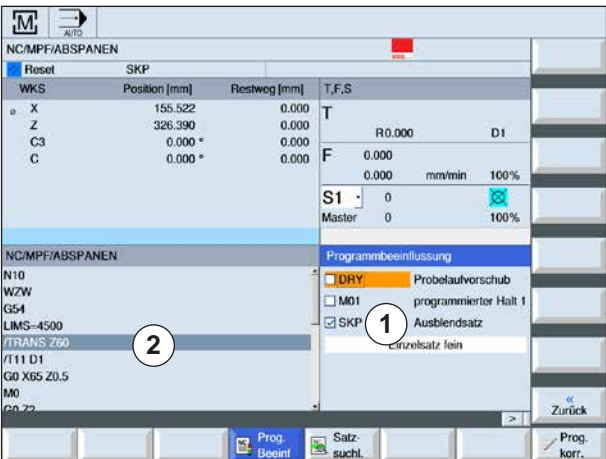 M
AUTO
NC/MPF/ABSPANEN
Reset SKP
WKS Position [mm] Restweg [mm] T,F,S
X 155.522 0.000
Z 326.390 0.000
C3 0.000 ° 0.000
C 0.000 ° 0.000
T
R0.000 D1
F 0.000
0.000 mm/min 100%
S1 0
Master 0 100%
NC/MPF/ABSPANEN
N10
WZW
G54
LIMS=4500
/TRANS Z60
/T11 D1
G0 X65 Z0.5
M0
G0 Z2
2
Programmbeeinflussung
DRY Probelaufvorschub
M01 programmierter Halt 1
SKP 1 Ausblendsatz
Einzelsatz fein
>
« Zurück
NC Prog. Beeinf
NC Satz-suchl.
Prog. korr.